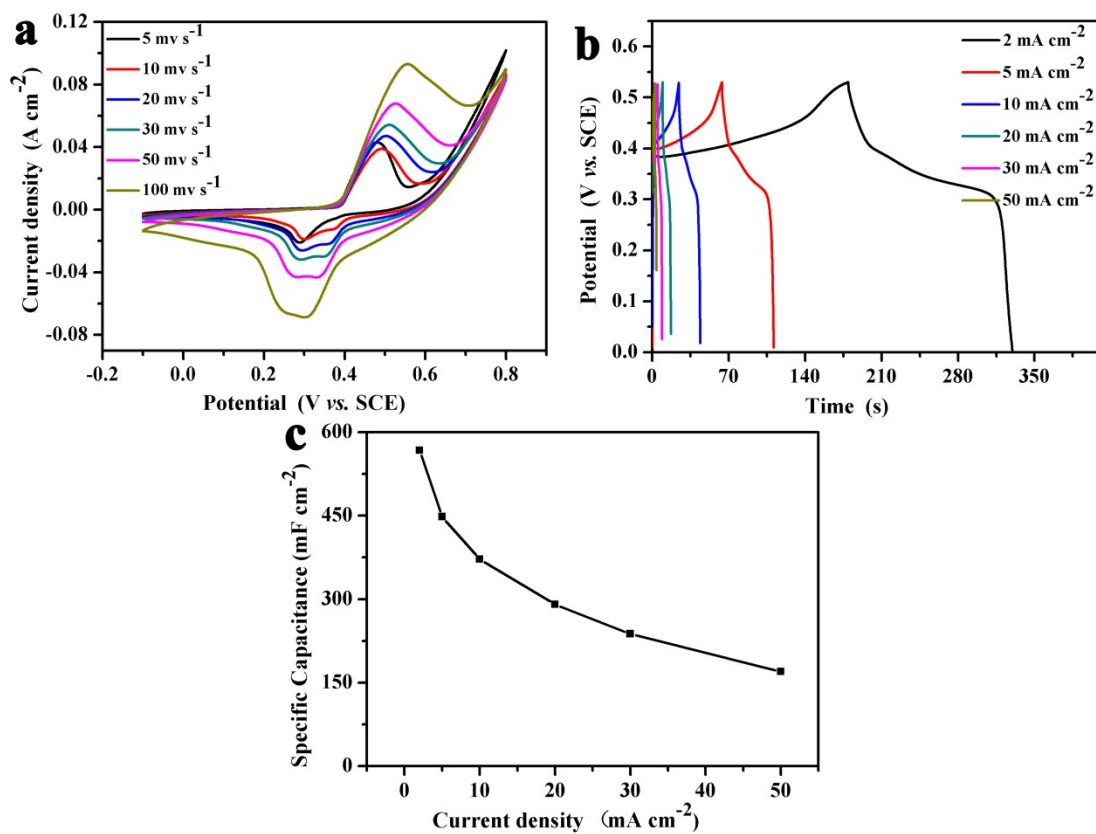 a
5 mv s⁻¹
10 mv s⁻¹
20 mv s⁻¹
30 mv s⁻¹
50 mv s⁻¹
100 mv s⁻¹
0.12
0.08
0.04
0.00
-0.04
-0.08
Current density (A cm⁻²)
-0.2 0.0 0.2 0.4 0.6 0.8
Potential (V vs. SCE)
b
2 mA cm⁻²
5 mA cm⁻²
10 mA cm⁻²
20 mA cm⁻²
30 mA cm⁻²
50 mA cm⁻²
0.6
0.5
0.3
0.2
0.0
Potential (V vs. SCE)
0 70 140 210 280 350
Time (s)
c
600
450
300
150
0
Specific Capacitance (mF cm⁻²)
0 10 20 30 40 50
Current density (mA cm⁻²)